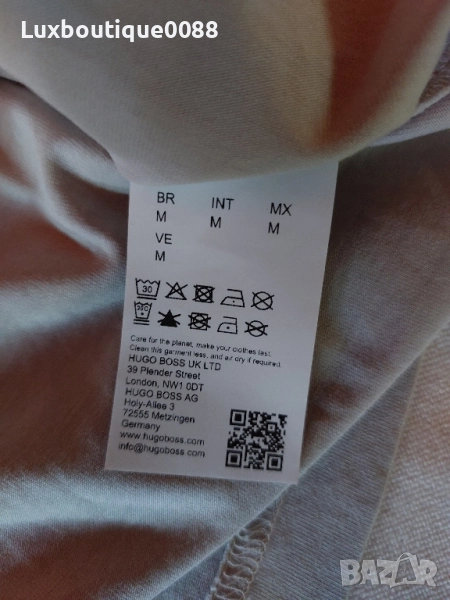 Luxboutique0088
BR INT MX
M M M
VE
M
30
Care for the planet, make your clothes last.
Clean this garment less, and air dry if required.
HUGO BOSS UK LTD
39 Plender Street
London, NW1 0DT
HUGO BOSS AG
Holy-Allee 3
72555 Metzingen
Germany
www.hugoboss.com
info@hugoboss.com
BAZAR